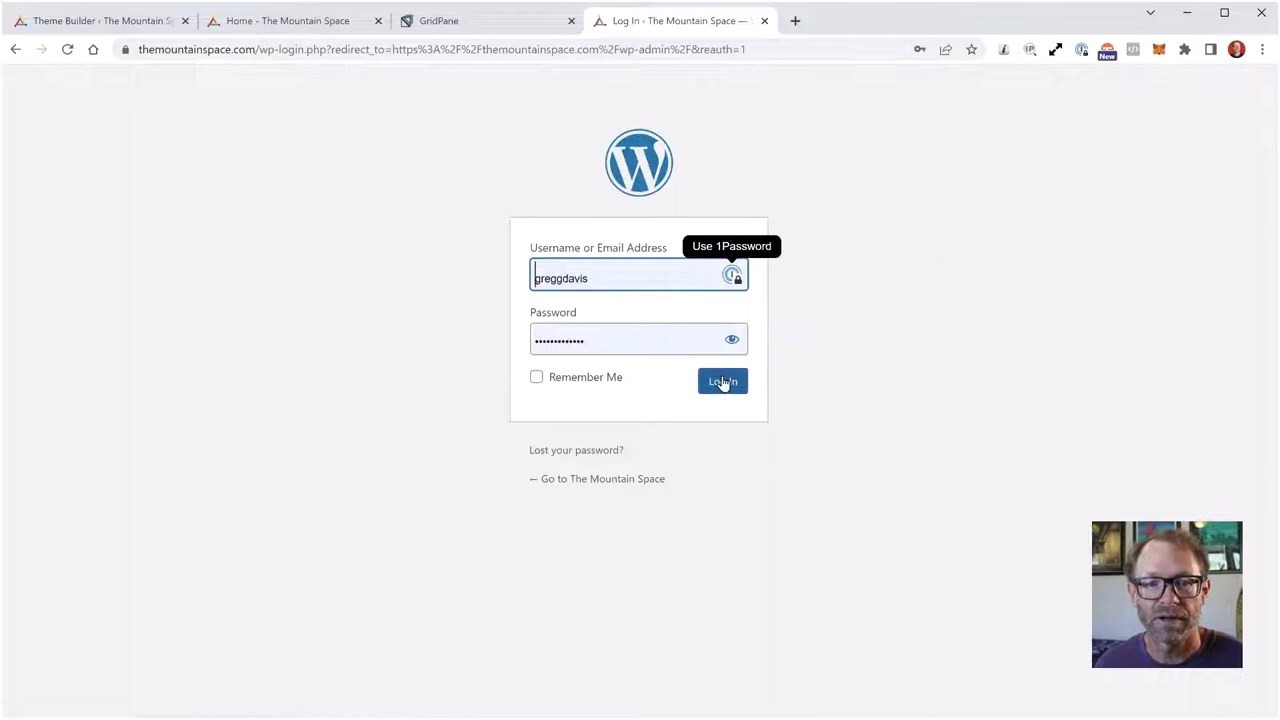 Theme Builder ‹ The Mountain S
Home - The Mountain Space
GridPane
Log In ‹ The Mountain Space —
themountainspace.com/wp-login.php?redirect_to=https%3A%2F%2Fthemountainspace.com%2Fwp-admin%2F&reauth=1
New
Username or Email Address
Use 1Password
greggdavis
Password
Remember Me
Log In
Lost your password?
← Go to The Mountain Space